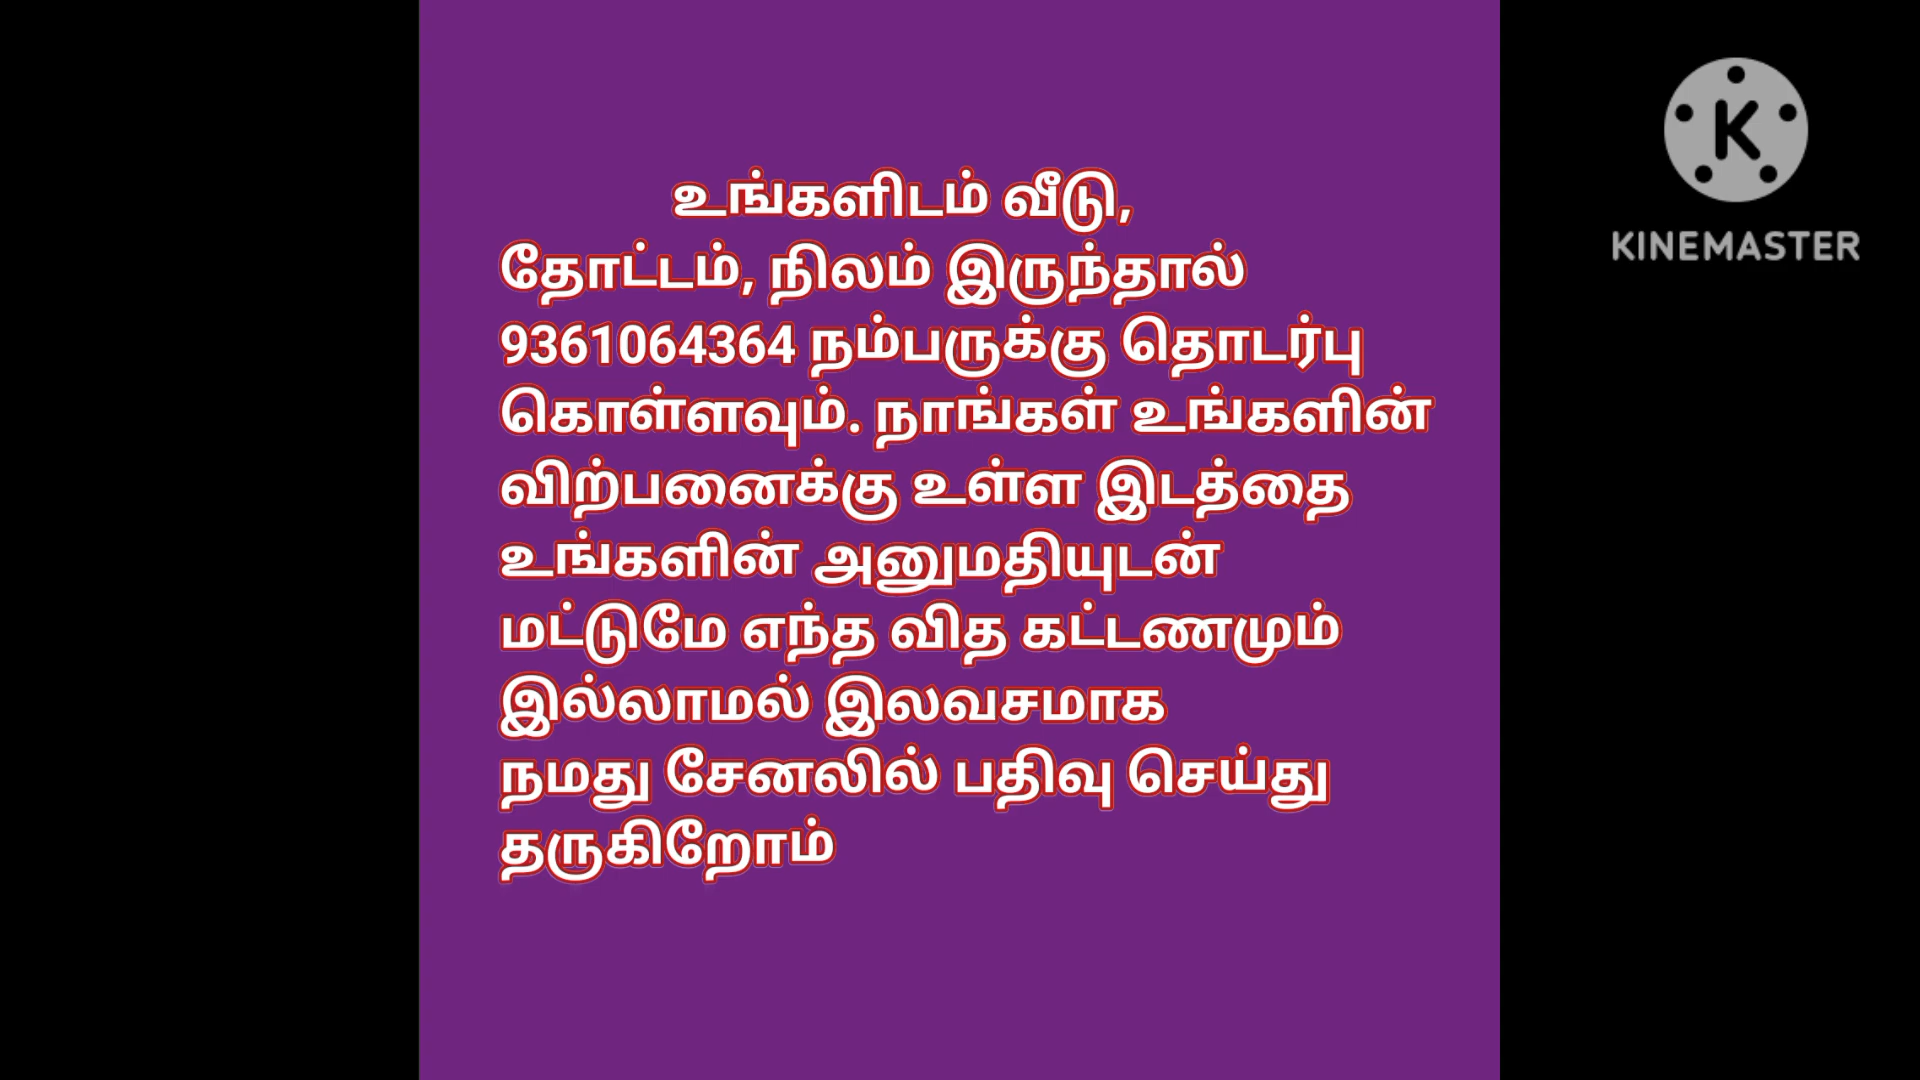 உங்களிடம் வீடு,
தோட்டம், நிலம் இருந்தால்
9361064364 நம்பருக்கு தொடர்பு
கொள்ளவும். நாங்கள் உங்களின்
விற்பனைக்கு உள்ள இடத்தை
உங்களின் அனுமதியுடன்
மட்டுமே எந்த வித கட்டணமும்
இல்லாமல் இலவசமாக
நமது சேனலில் பதிவு செய்து
தருகிறோம்
K
KINEMASTER